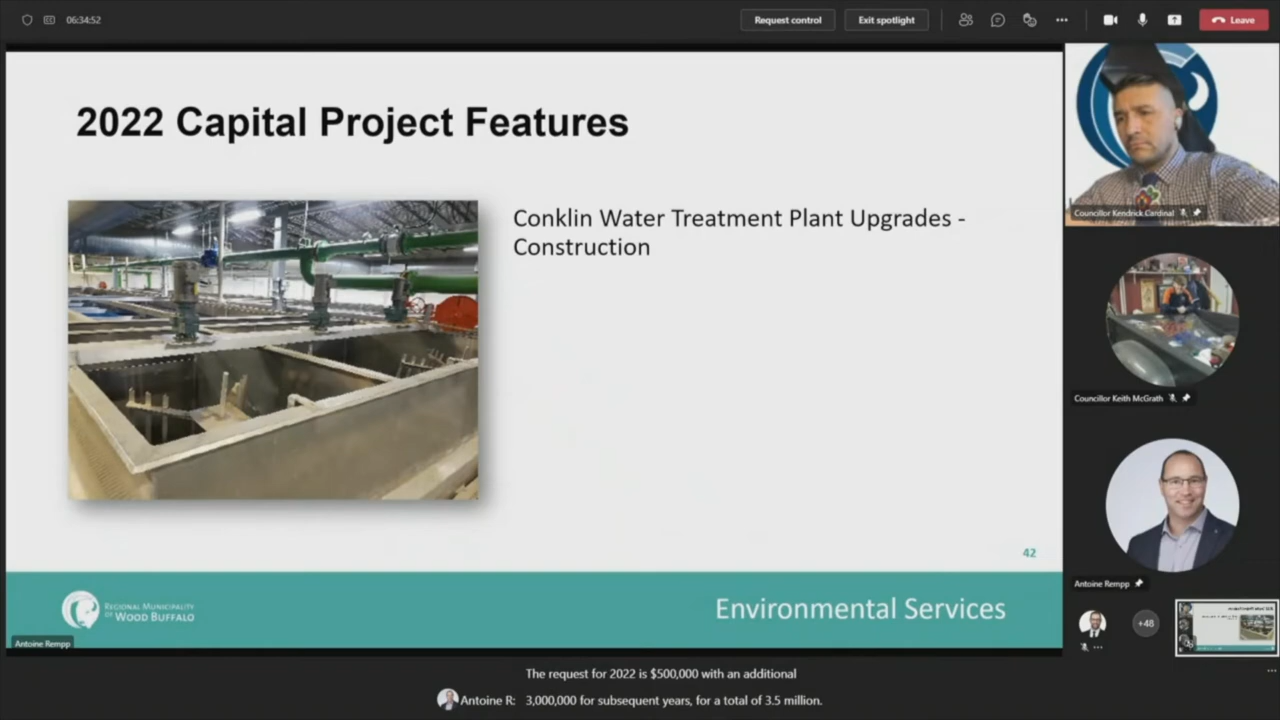 06:34:52
Request control
Exit spotlight
Leave
2022 Capital Project Features
Conklin Water Treatment Plant Upgrades -
Construction
42
REGIONAL MUNICIPALITY
OF WOOD BUFFALO
Environmental Services
Antoine Rempp
Councillor Kendrick Cardinal
Councillor Keith McGrath
Antoine Rempp
+48
The request for 2022 is $500,000 with an additional
Antoine R: 3,000,000 for subsequent years, for a total of 3.5 million.